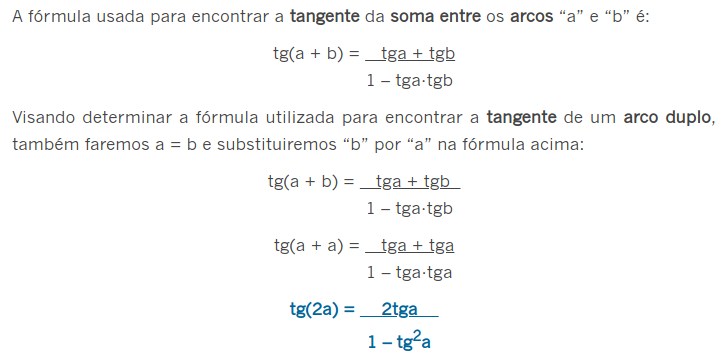 A fórmula usada para encontrar a tangente da soma entre os arcos “a” e “b” é:
tg(a + b) = tga + tgb
1 – tga·tgb
Visando determinar a fórmula utilizada para encontrar a tangente de um arco duplo,
também faremos a = b e substituiremos “b” por “a” na fórmula acima:
tg(a + b) = tga + tgb
1 – tga·tgb
tg(a + a) = tga + tga
1 – tga·tga
tg(2a) = 2tga
1 – tg²a